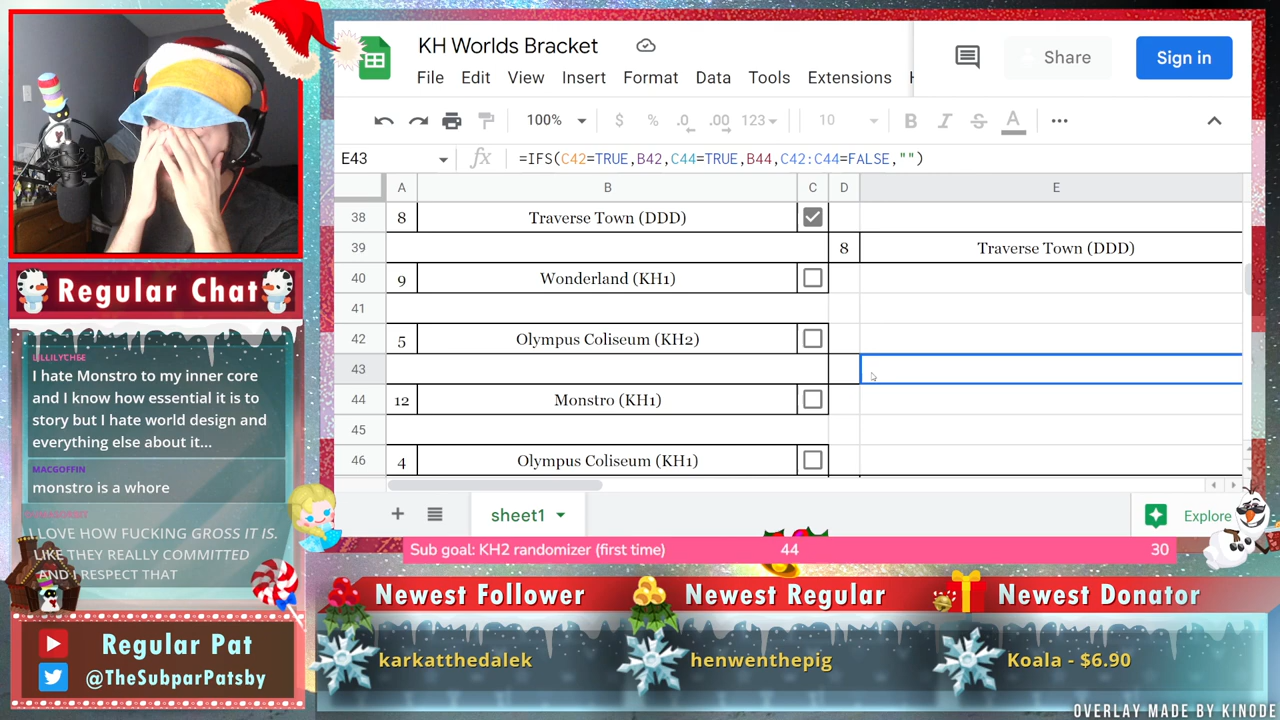 KH Worlds Bracket
File Edit View Insert Format Data Tools Extensions
Share
Sign in
100% $ % .0 .00 123 10 B I S A
E43 fx =IFS(C42=TRUE,B42,C44=TRUE,B44,C42:C44=FALSE,"")
A B C D E
38 8 Traverse Town (DDD)
39 8 Traverse Town (DDD)
40 9 Wonderland (KH1)
41
42 5 Olympus Coliseum (KH2)
43
44 12 Monstro (KH1)
45
46 4 Olympus Coliseum (KH1)
sheet1
Explore
Regular Chat
LILLILYCHEE
I hate Monstro to my inner core
and I know how essential it is to
story but I hate world design and
everything else about it...
MACGOFFIN
monstro is a whore
I LOVE HOW FUCKING GROSS IT IS.
LIKE THEY REALLY COMMITTED
AND I RESPECT THAT
Regular Pat
@TheSubparPatsby
Sub goal: KH2 randomizer (first time) 44 30
Newest Follower
karkatthedalek
Newest Regular
henwenthepig
Newest Donator
Koala - $6.90
OVERLAY MADE BY KINODE